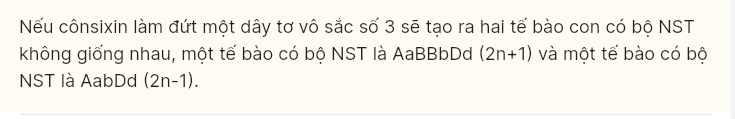 Nếu cônsixin làm đứt một dây tơ vô sắc số 3 sẽ tạo ra hai tế bào con có bộ NST
không giống nhau, một tế bào có bộ NST là AaBBbDd (2n+1) và một tế bào có bộ
NST là AabDd (2n-1).